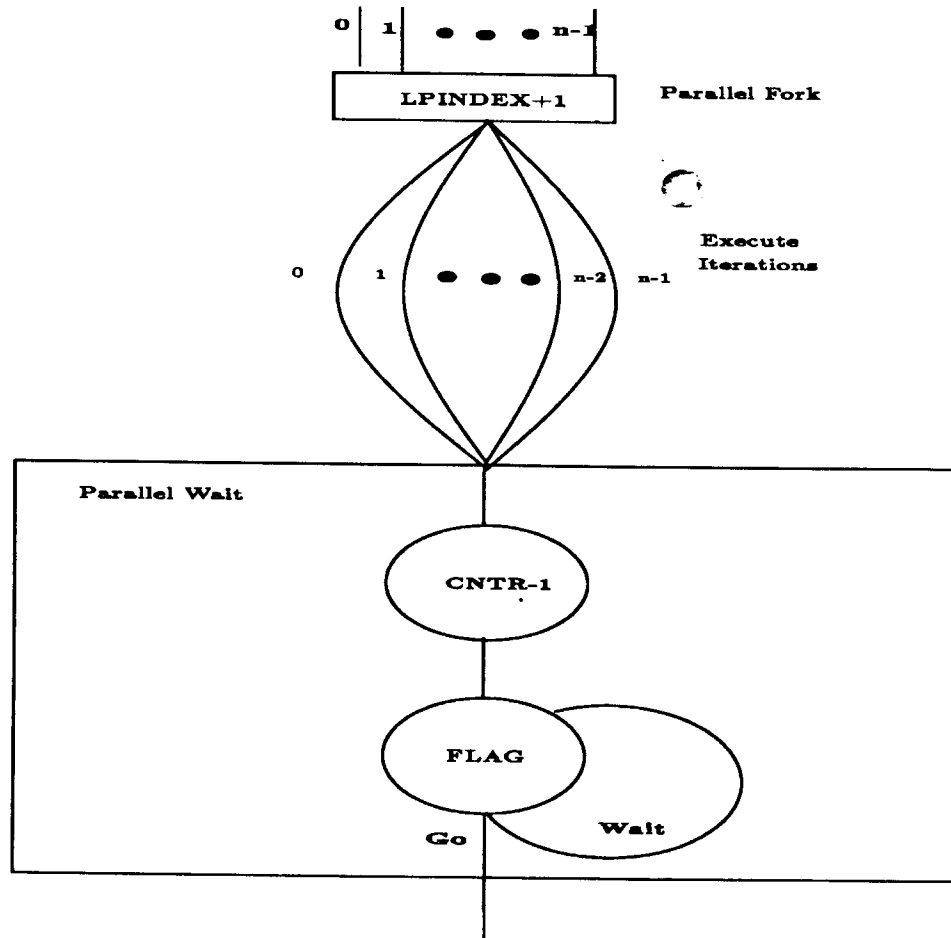 0 1 n-1
LPINDEX+1
Parallel Fork
Execute
Iterations
0 1 n-2 n-1
Parallel Wait
CNTR-1
FLAG
Wait
Go